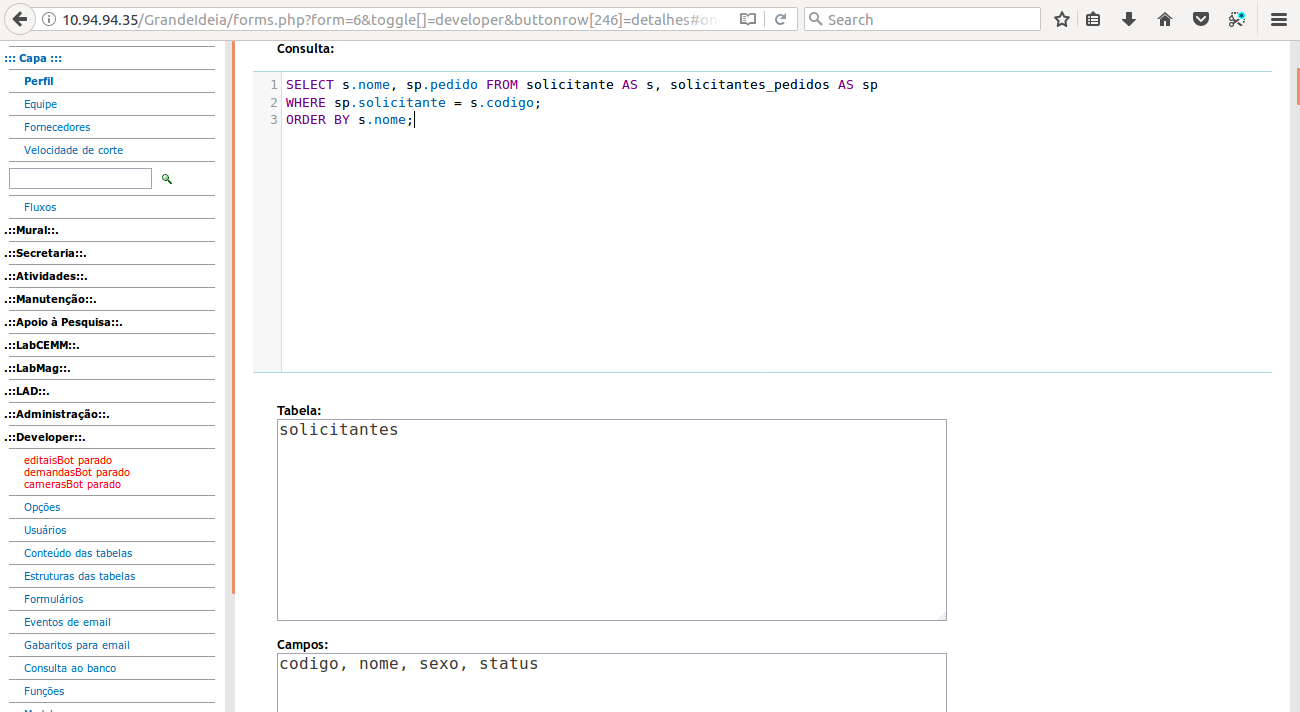 10.94.94.35/GrandeIdeia/forms.php?form=6&toggle[]=developer&buttonrow[246]=detalhes#on
Search
::: Capa :::
Perfil
Equipe
Fornecedores
Velocidade de corte
Fluxos
.::Mural::.
.::Secretaria::.
.::Atividades::.
.::Manutenção::.
.::Apoio à Pesquisa::.
.::LabCEMM::.
.::LabMag::.
.::LAD::.
.::Administração::.
.::Developer::.
editaisBot parado
demandasBot parado
camerasBot parado
Opções
Usuários
Conteúdo das tabelas
Estruturas das tabelas
Formulários
Eventos de email
Gabaritos para email
Consulta ao banco
Funções
Consulta:
1 SELECT s.nome, sp.pedido FROM solicitante AS s, solicitantes_pedidos AS sp
2 WHERE sp.solicitante = s.codigo;
3 ORDER BY s.nome;
Tabela:
solicitantes
Campos:
codigo, nome, sexo, status